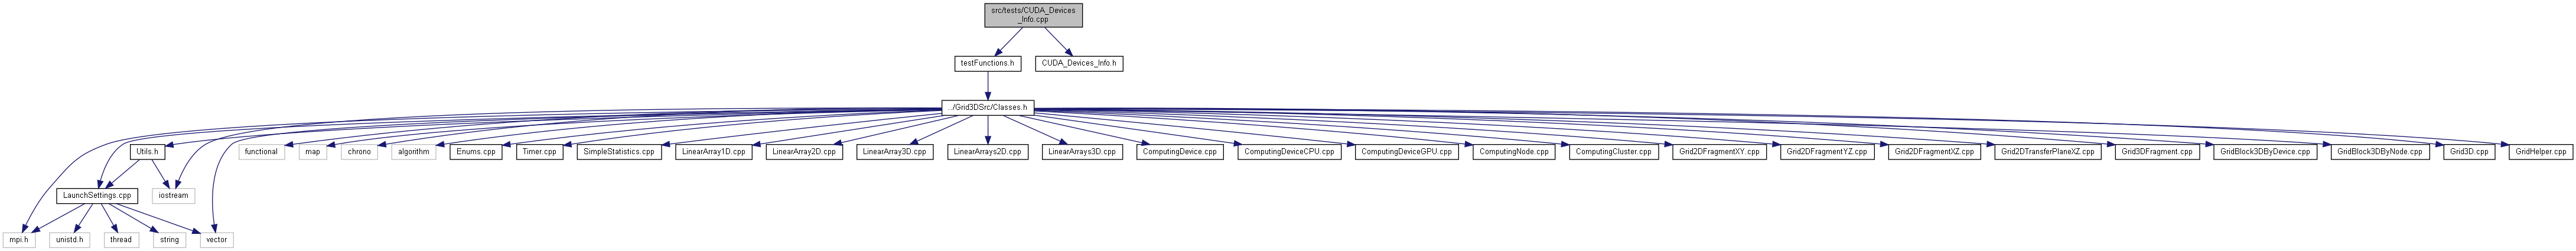 src/tests/CUDA_Devices
_Info.cpp
testFunctions.h
CUDA_Devices_Info.h
../Grid3DSrc/Classes.h
Utils.h
functional
map
chrono
algorithm
Enums.cpp
Timer.cpp
SimpleStatistics.cpp
LinearArray1D.cpp
LinearArray2D.cpp
LinearArray3D.cpp
LinearArrays2D.cpp
LinearArrays3D.cpp
ComputingDevice.cpp
ComputingDeviceCPU.cpp
ComputingDeviceGPU.cpp
ComputingNode.cpp
ComputingCluster.cpp
Grid2DFragmentXY.cpp
Grid2DFragmentYZ.cpp
Grid2DFragmentXZ.cpp
Grid2DTransferPlaneXZ.cpp
Grid3DFragment.cpp
GridBlock3DByDevice.cpp
GridBlock3DByNode.cpp
Grid3D.cpp
GridHelper.cpp
LaunchSettings.cpp
iostream
mpi.h
unistd.h
thread
string
vector